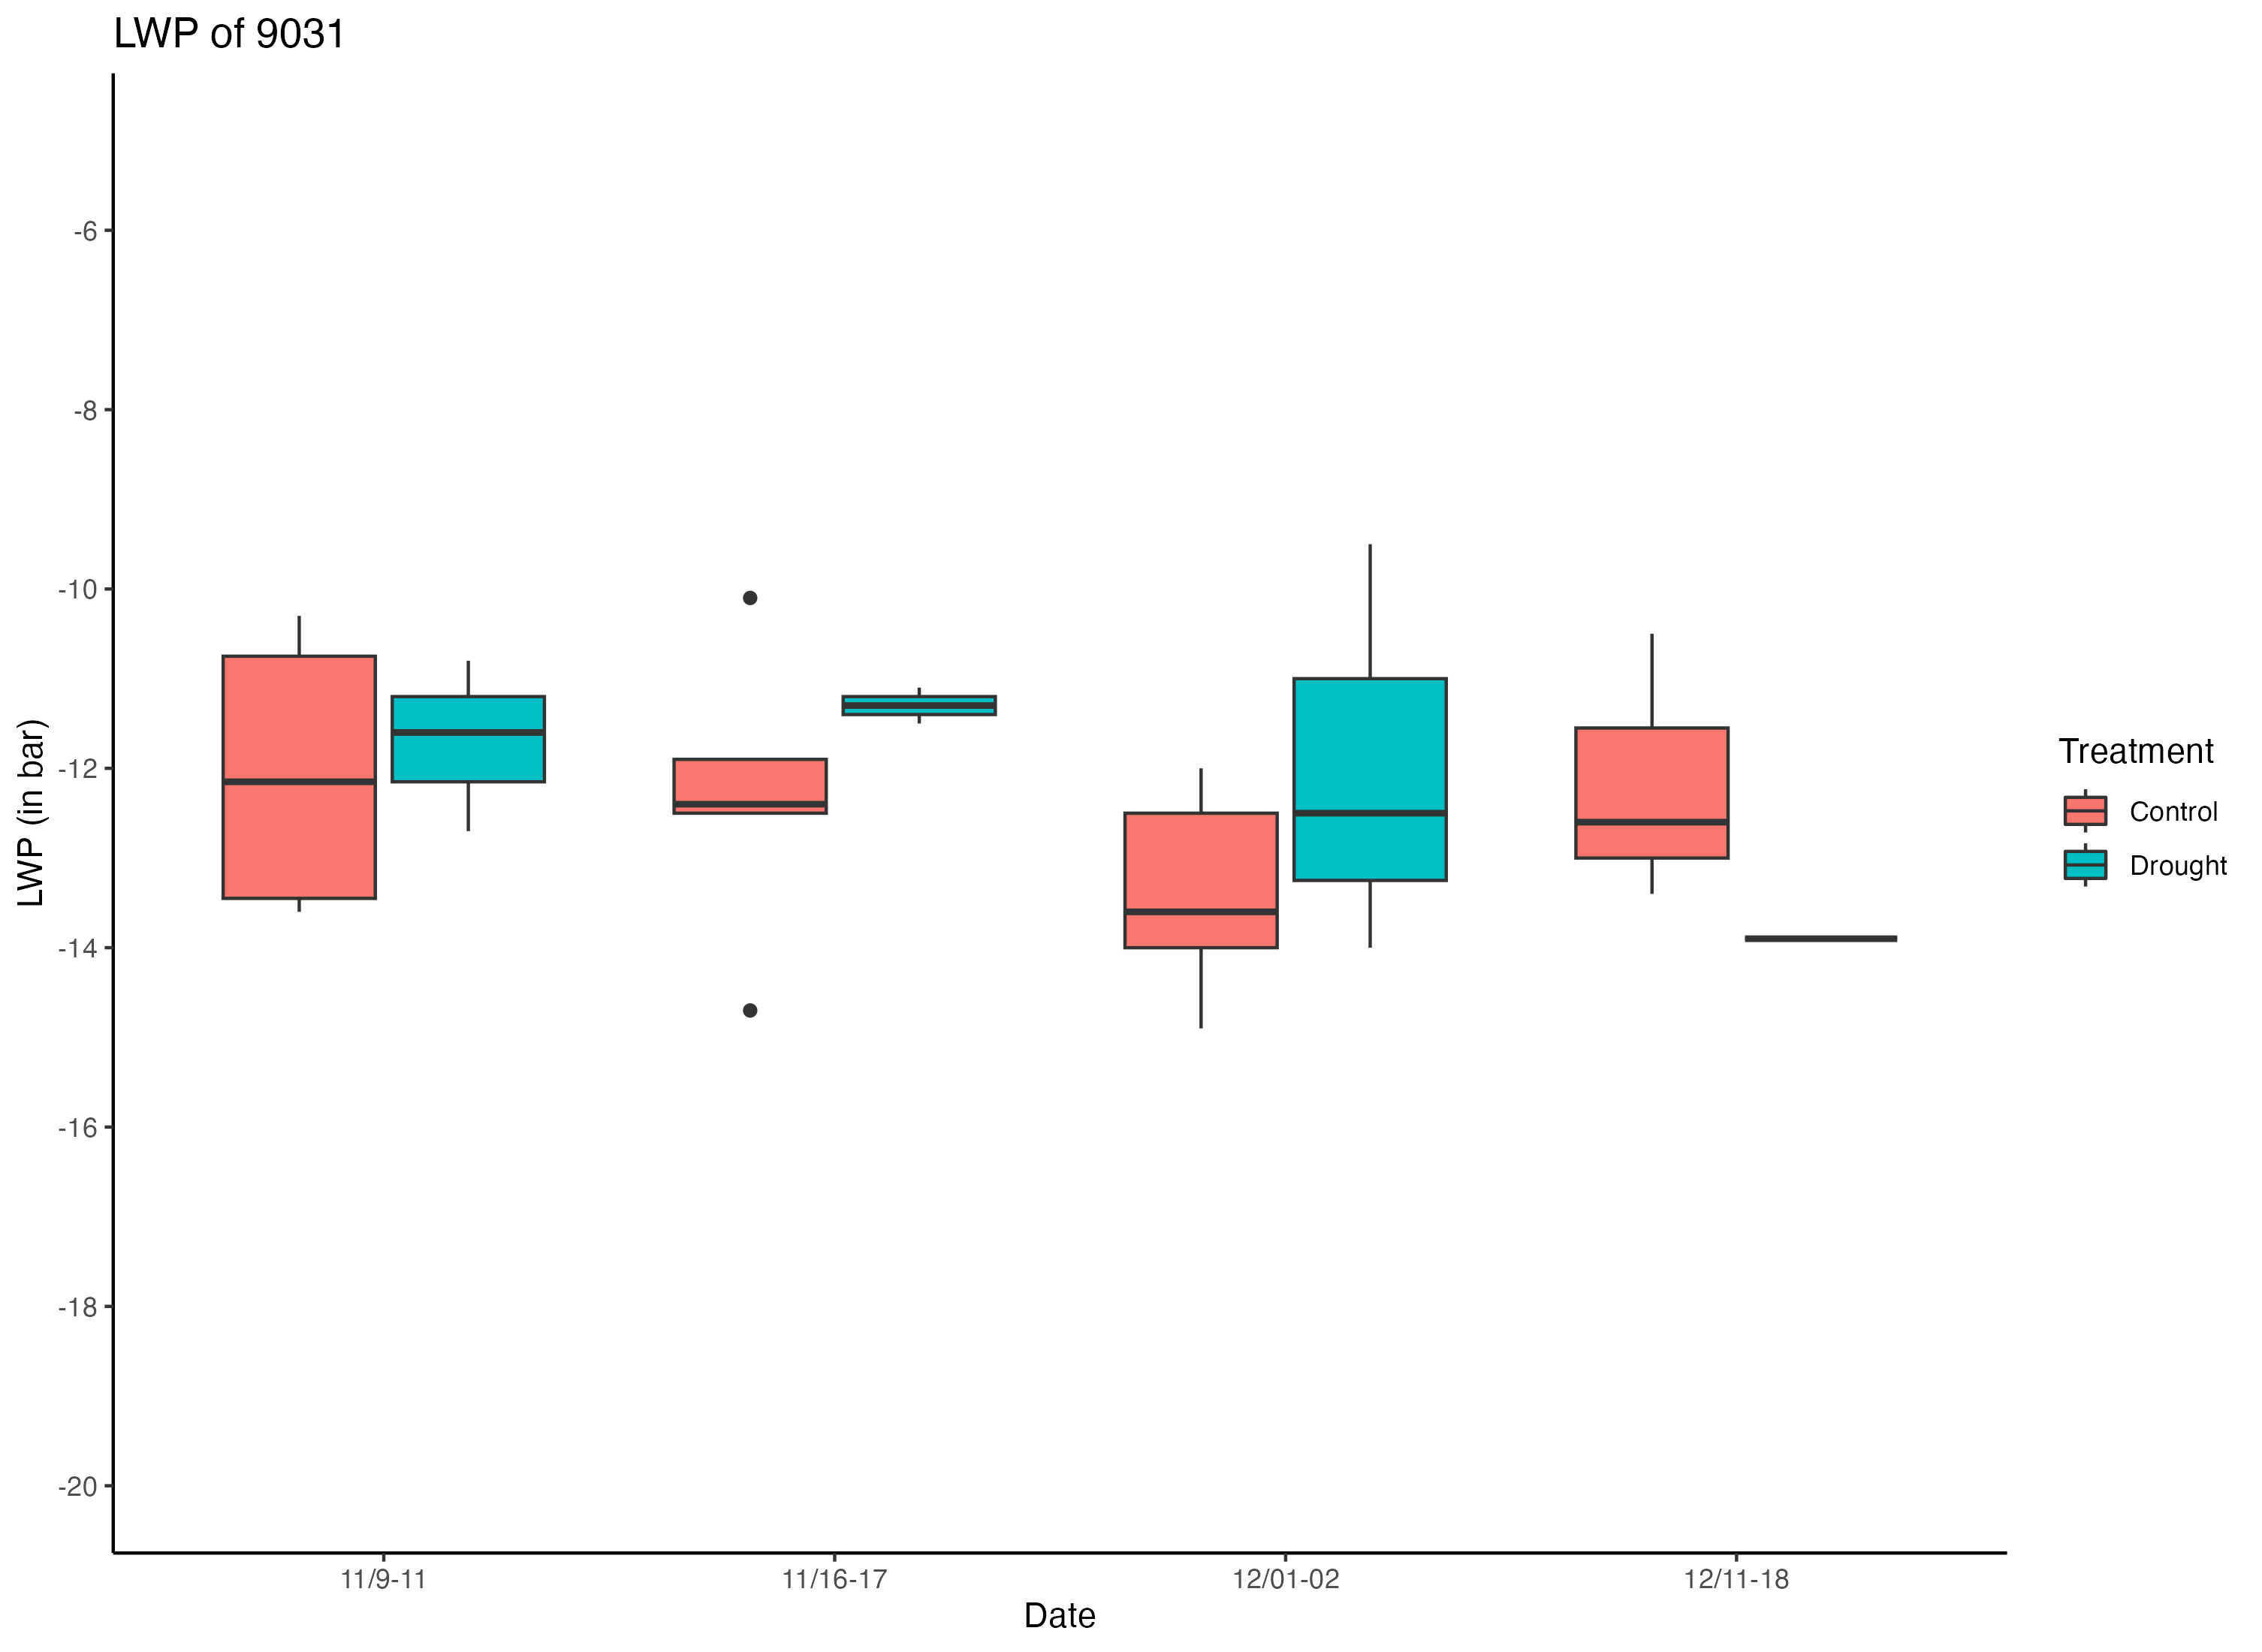 LWP of 9031
LWP (in bar)
-6
-8
-10
-12
-14
-16
-18
-20
11/9-11
11/16-17
12/01-02
12/11-18
Date
Treatment
Control
Drought